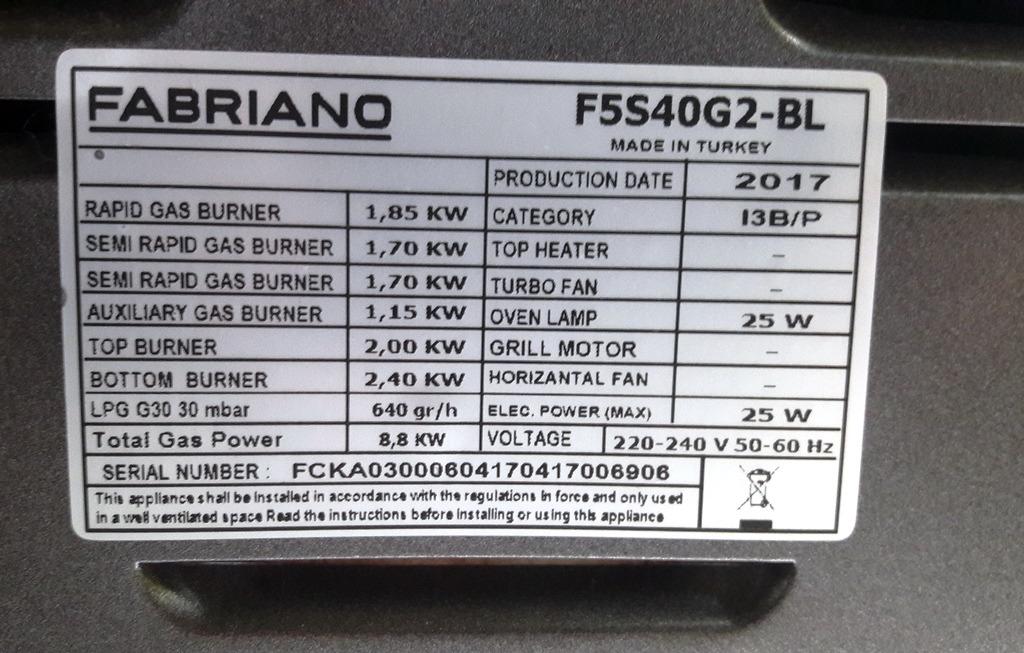 FABRIANO F5S40G2-BL
MADE IN TURKEY
PRODUCTION DATE 2017
RAPID GAS BURNER 1,85 KW CATEGORY I3B/P
SEMI RAPID GAS BURNER 1,70 KW TOP HEATER –
SEMI RAPID GAS BURNER 1,70 KW TURBO FAN –
AUXILIARY GAS BURNER 1,15 KW OVEN LAMP 25 W
TOP BURNER 2,00 KW GRILL MOTOR –
BOTTOM BURNER 2,40 KW HORIZANTAL FAN –
LPG G30 30 mbar 640 gr/h ELEC. POWER (MAX) 25 W
Total Gas Power 8,8 KW VOLTAGE 220-240 V 50-60 Hz
SERIAL NUMBER : FCKA03000604170417006906
This appliance shall be installed in accordance with the regulations in force and only used
in a well ventilated space Read the instructions before installing or using this appliance